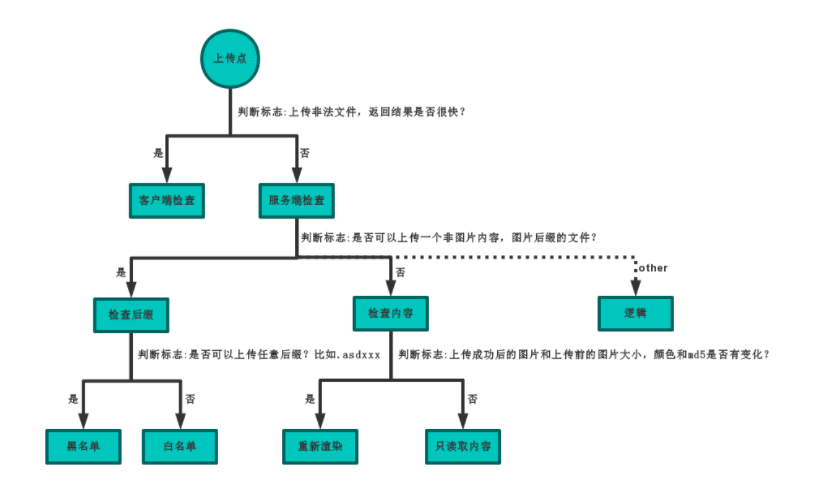 上传点
判断标志:上传非法文件，返回结果是否很快?
是
否
客户端检查
服务端检查
判断标志:是否可以上传一个非图片内容，图片后缀的文件?
是
否
other
检查后缀
检查内容
逻辑
判断标志:是否可以上传任意后缀? 比如.asdxxx
判断标志:上传成功后的图片和上传前的图片大小，颜色和md5是否有变化?
是
否
是
否
黑名单
白名单
重新渲染
只读取内容